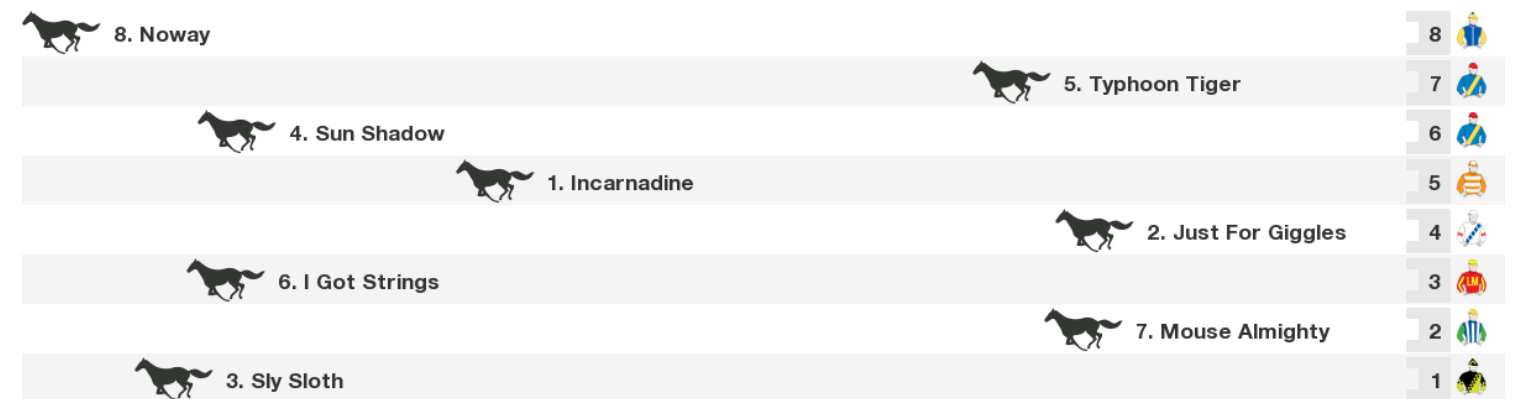 8. Noway 8
5. Typhoon Tiger 7
4. Sun Shadow 6
1. Incarnadine 5
2. Just For Giggles 4
6. I Got Strings 3 LM
7. Mouse Almighty 2
3. Sly Sloth 1